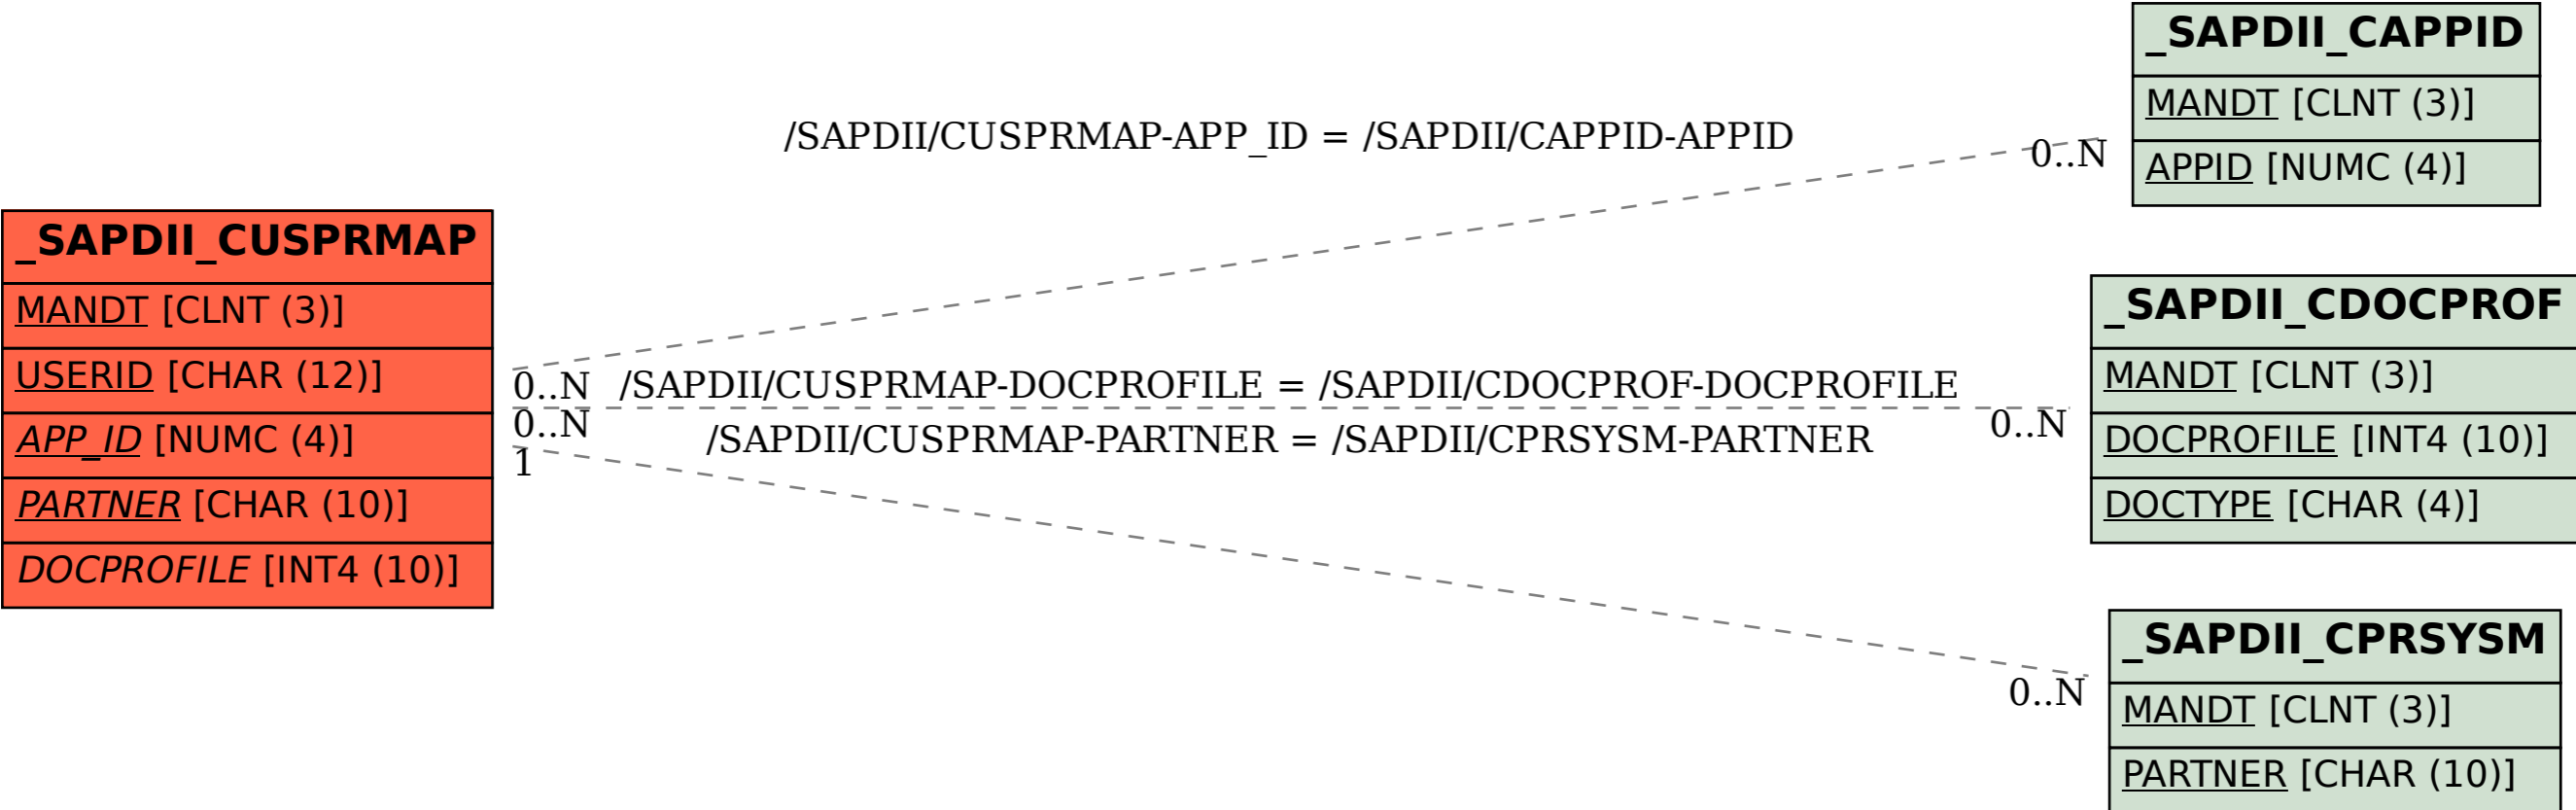 _SAPDII_CUSPRMAP
MANDT [CLNT (3)]
USERID [CHAR (12)]
APP_ID [NUMC (4)]
PARTNER [CHAR (10)]
DOCPROFILE [INT4 (10)]
/SAPDII/CUSPRMAP-APP_ID = /SAPDII/CAPPID-APPID
0..N
0..N
/SAPDII/CUSPRMAP-DOCPROFILE = /SAPDII/CDOCPROF-DOCPROFILE
0..N
0..N
/SAPDII/CUSPRMAP-PARTNER = /SAPDII/CPRSYSM-PARTNER
1
0..N
_SAPDII_CAPPID
MANDT [CLNT (3)]
APPID [NUMC (4)]
_SAPDII_CDOCPROF
MANDT [CLNT (3)]
DOCPROFILE [INT4 (10)]
DOCTYPE [CHAR (4)]
_SAPDII_CPRSYSM
MANDT [CLNT (3)]
PARTNER [CHAR (10)]